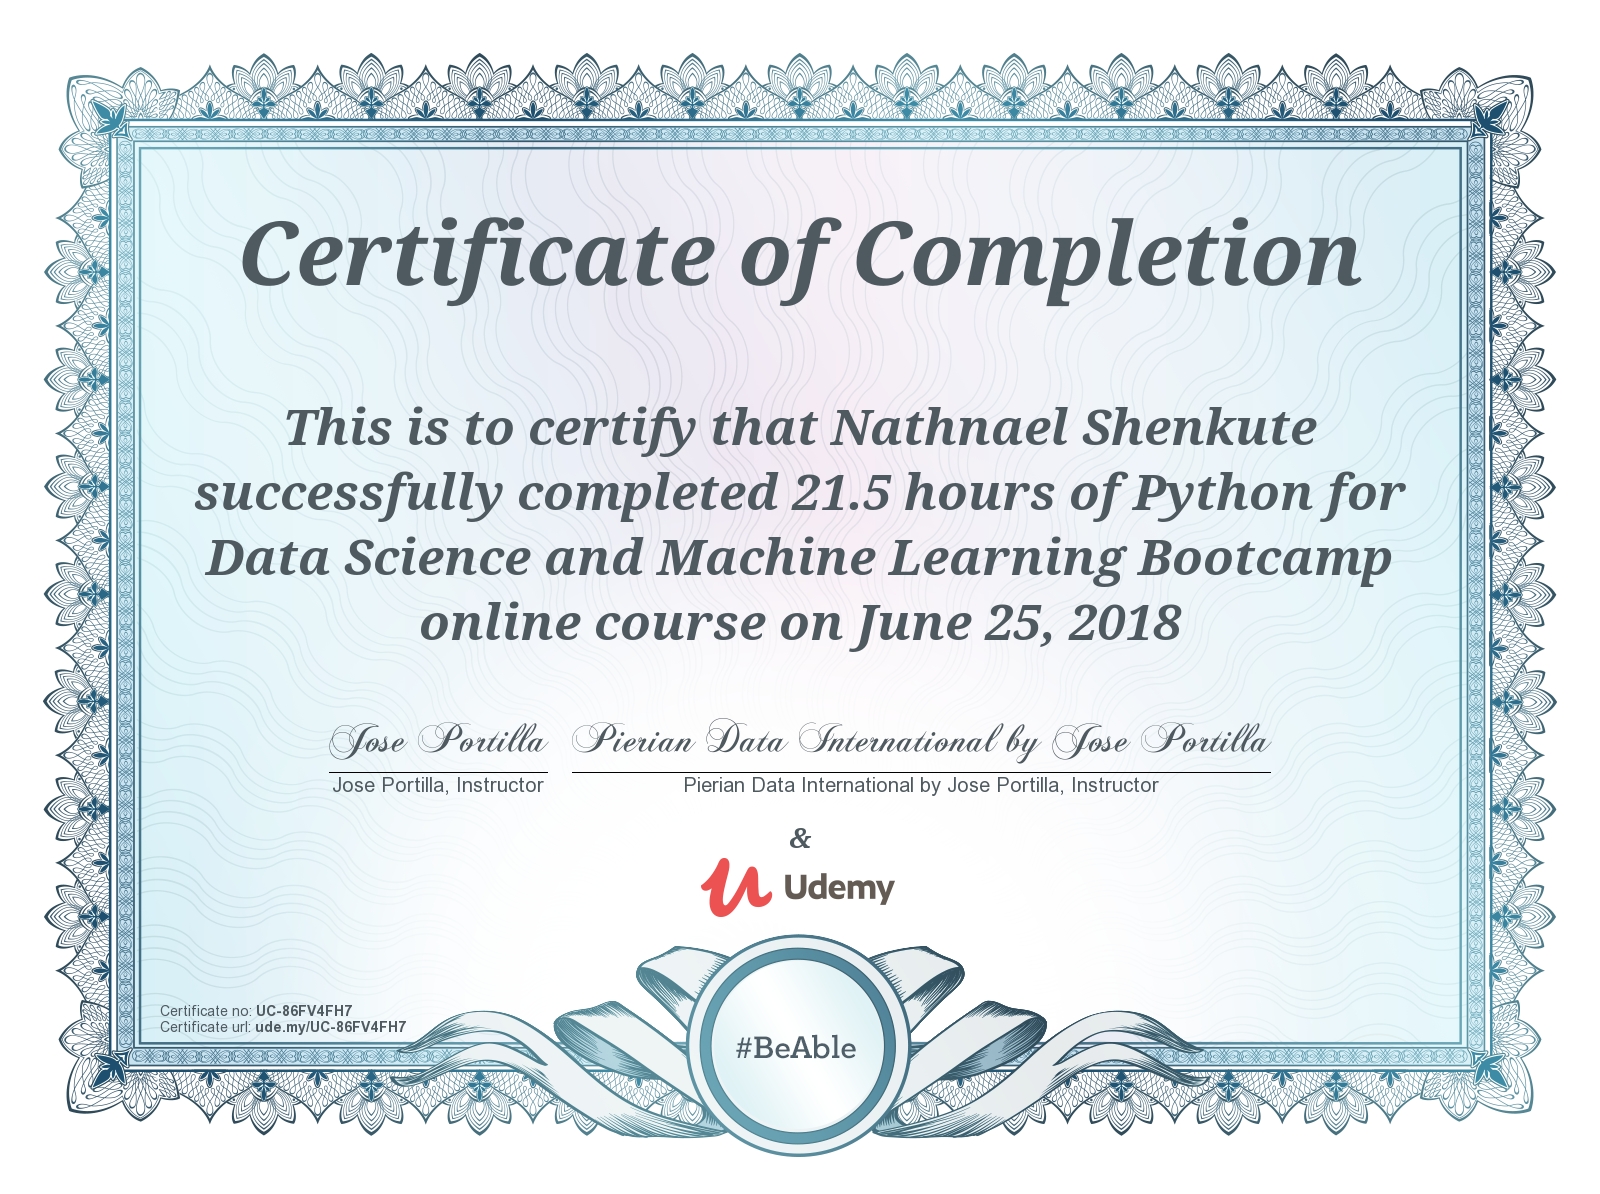 Certificate of Completion
This is to certify that Nathnael Shenkute
successfully completed 21.5 hours of Python for
Data Science and Machine Learning Bootcamp
online course on June 25, 2018
Jose Portilla Pierian Data International by Jose Portilla
Jose Portilla, Instructor Pierian Data International by Jose Portilla, Instructor
&
Udemy
Certificate no: UC-86FV4FH7
Certificate url: ude.my/UC-86FV4FH7
#BeAble